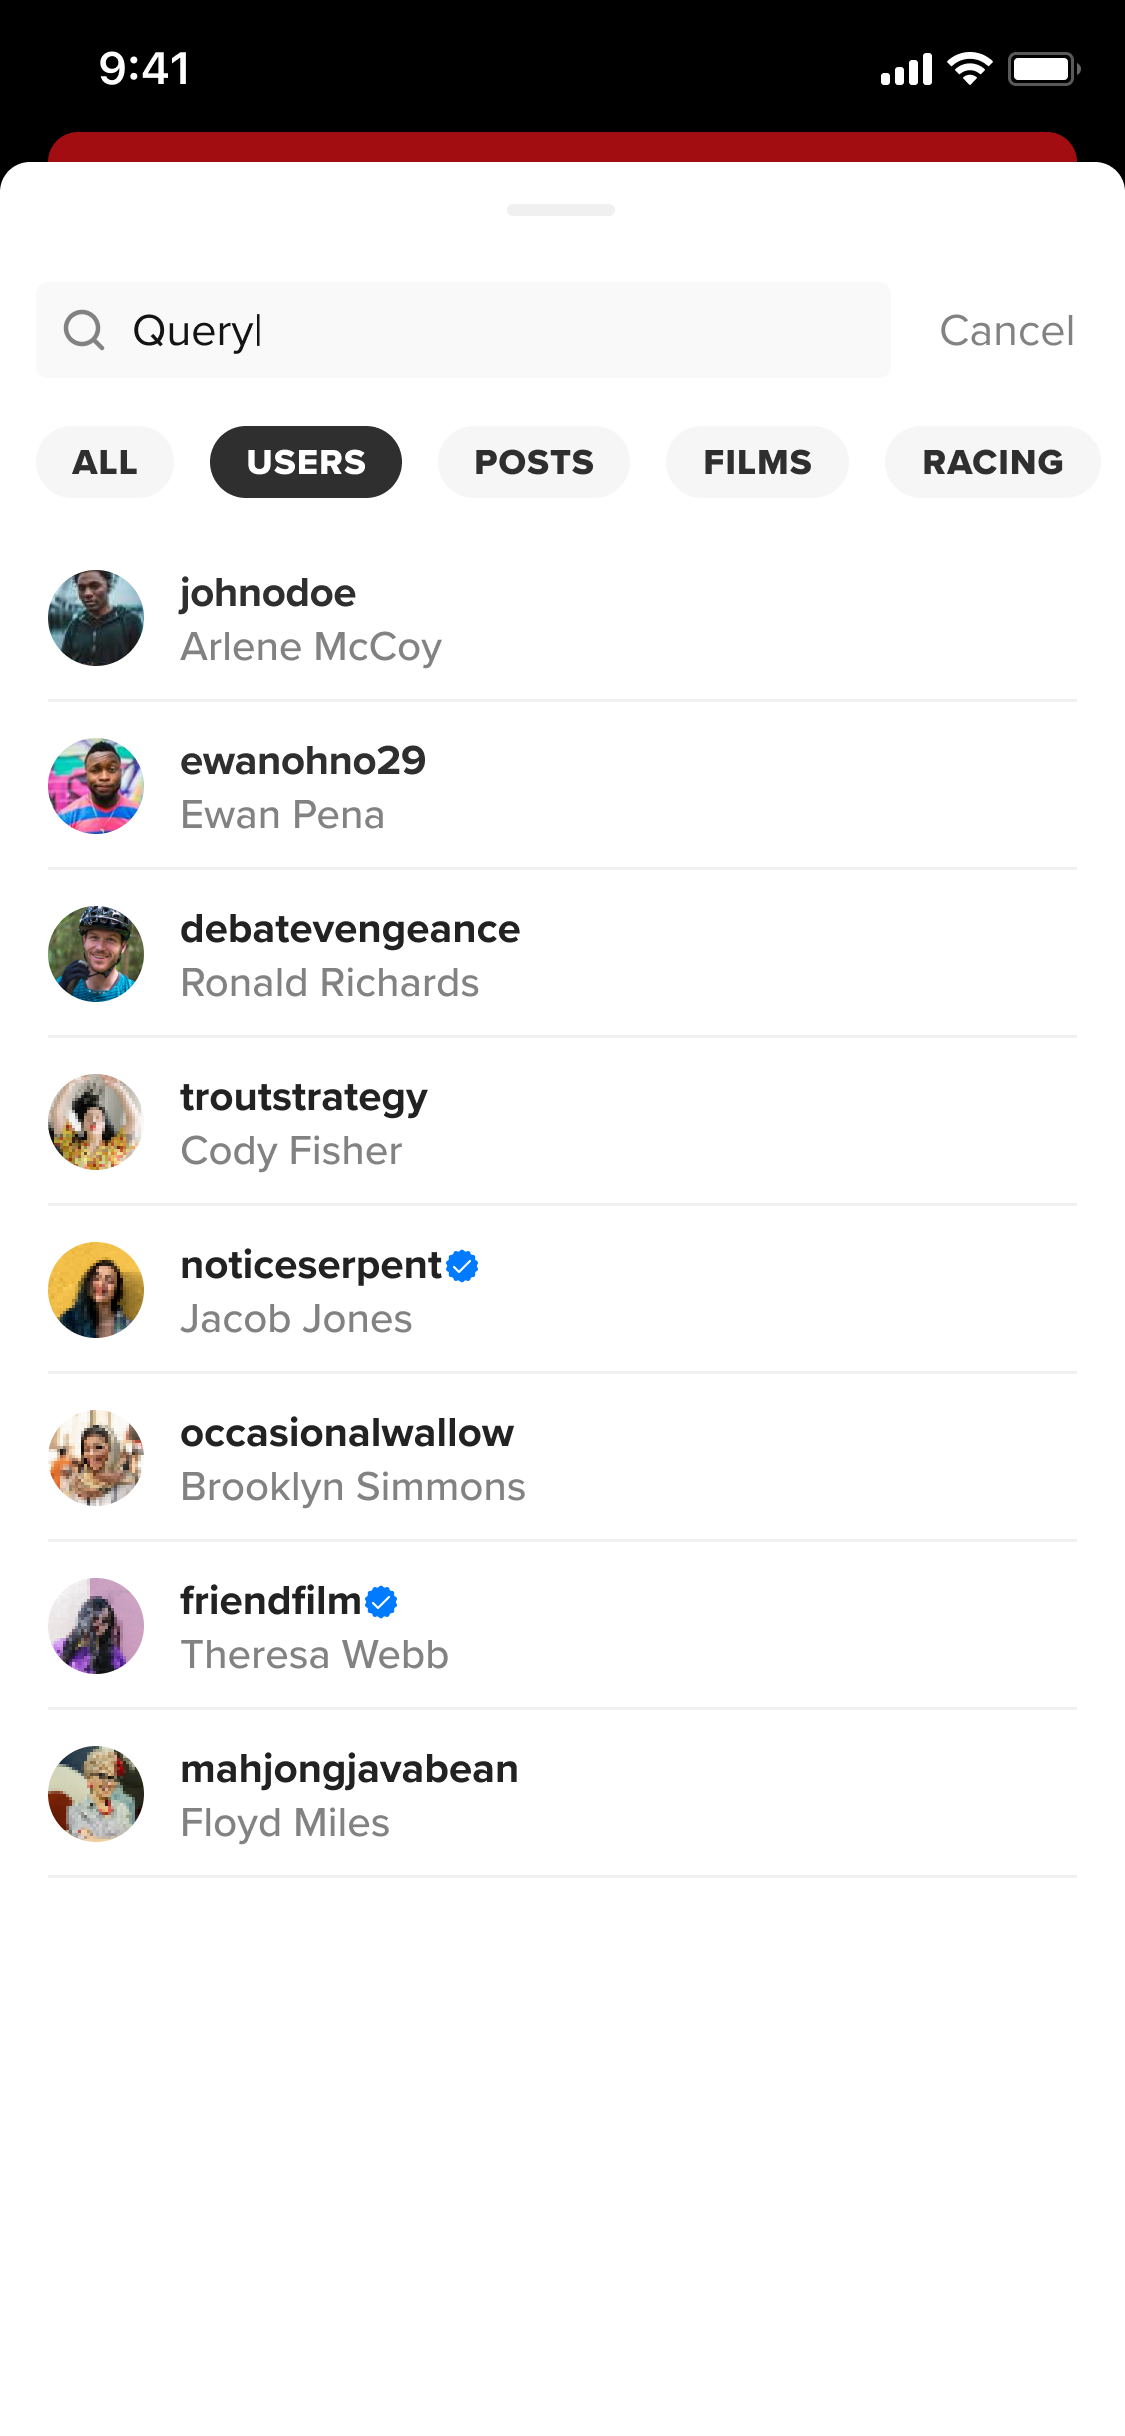 9:41
Query
Cancel
ALL USERS POSTS FILMS RACING
johnodoe
Arlene McCoy
ewanohno29
Ewan Pena
debatevengeance
Ronald Richards
troutstrategy
Cody Fisher
noticeserpent
Jacob Jones
occasionalwallow
Brooklyn Simmons
friendfilm
Theresa Webb
mahjongjavabean
Floyd Miles